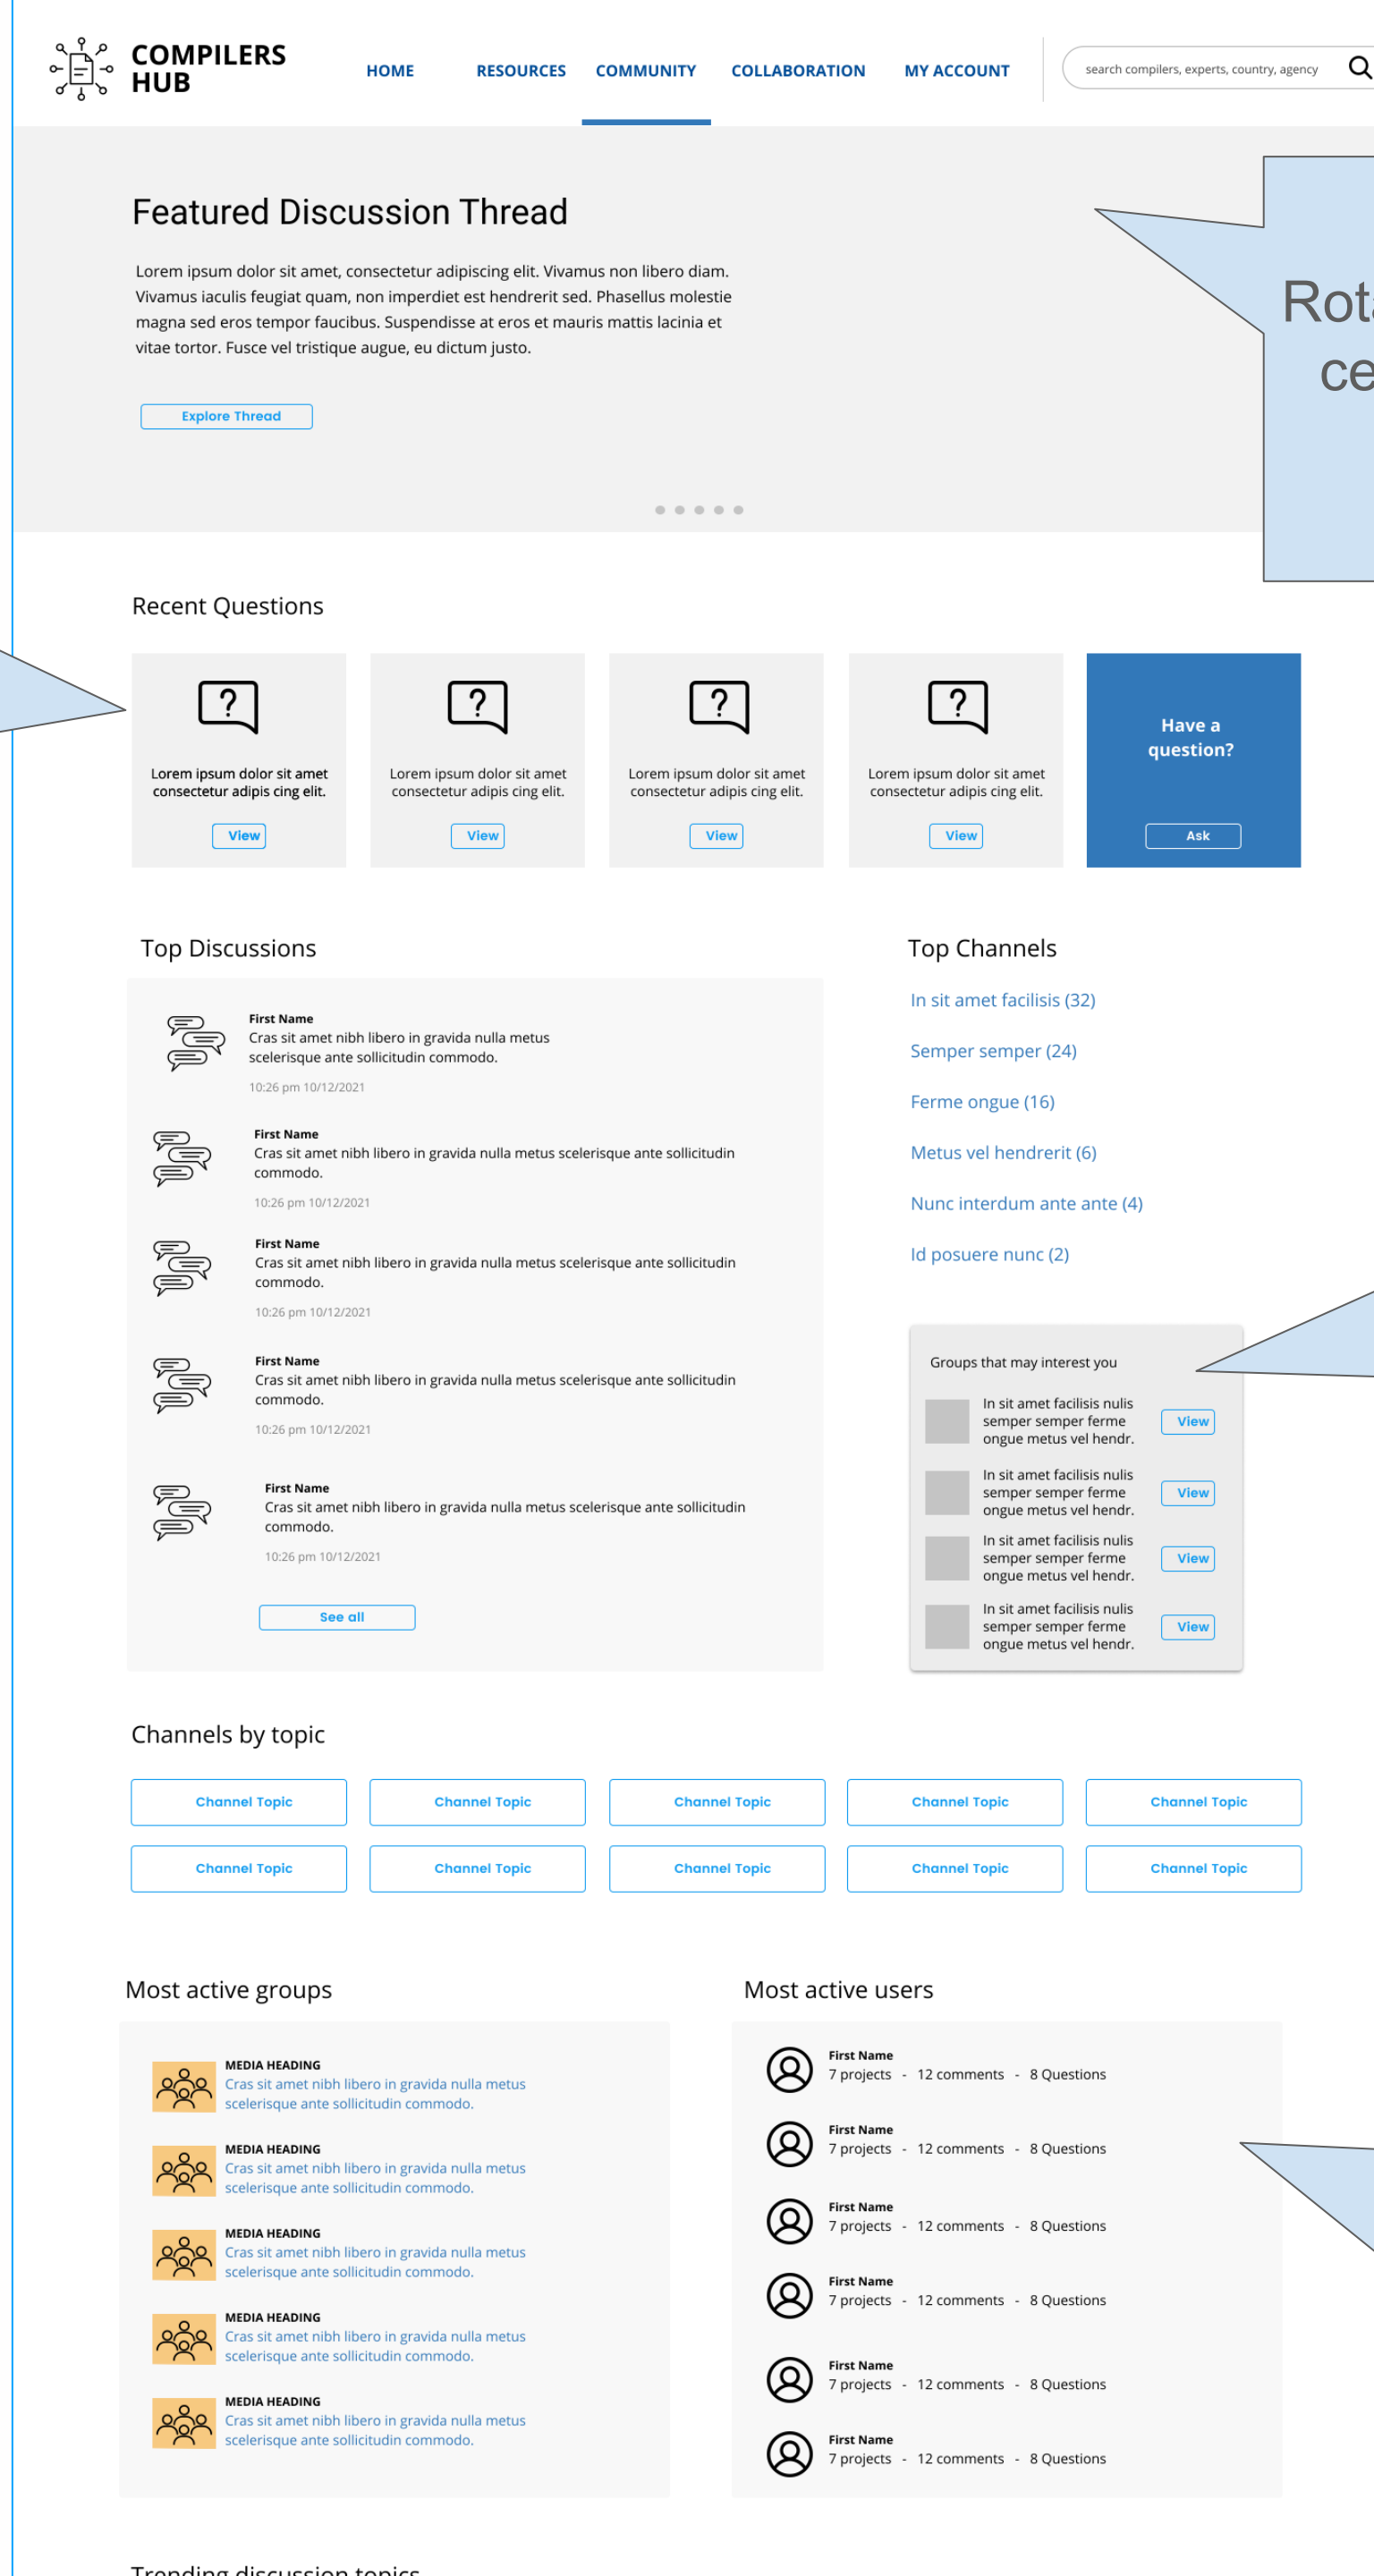 COMPILERS
HUB
HOME RESOURCES COMMUNITY COLLABORATION MY ACCOUNT
search compilers, experts, country, agency
Featured Discussion Thread
Lorem ipsum dolor sit amet, consectetur adipiscing elit. Vivamus non libero diam.
Vivamus iaculis feugiat quam, non imperdiet est hendrerit sed. Phasellus molestie
magna sed eros tempor faucibus. Suspendisse at eros et mauris mattis lacinia et
vitae tortor. Fusce vel tristique augue, eu dictum justo.
Explore Thread
Recent Questions
Lorem ipsum dolor sit amet
consectetur adipis cing elit.
View
Lorem ipsum dolor sit amet
consectetur adipis cing elit.
View
Lorem ipsum dolor sit amet
consectetur adipis cing elit.
View
Lorem ipsum dolor sit amet
consectetur adipis cing elit.
View
Have a
question?
Ask
Top Discussions
First Name
Cras sit amet nibh libero in gravida nulla metus
scelerisque ante sollicitudin commodo.
10:26 pm 10/12/2021
First Name
Cras sit amet nibh libero in gravida nulla metus scelerisque ante sollicitudin
commodo.
10:26 pm 10/12/2021
First Name
Cras sit amet nibh libero in gravida nulla metus scelerisque ante sollicitudin
commodo.
10:26 pm 10/12/2021
First Name
Cras sit amet nibh libero in gravida nulla metus scelerisque ante sollicitudin
commodo.
10:26 pm 10/12/2021
First Name
Cras sit amet nibh libero in gravida nulla metus scelerisque ante sollicitudin
commodo.
10:26 pm 10/12/2021
See all
Top Channels
In sit amet facilisis (32)
Semper semper (24)
Ferme ongue (16)
Metus vel hendrerit (6)
Nunc interdum ante ante (4)
Id posuere nunc (2)
Groups that may interest you
In sit amet facilisis nulis
semper semper ferme
ongue metus vel hendr.
View
In sit amet facilisis nulis
semper semper ferme
ongue metus vel hendr.
View
In sit amet facilisis nulis
semper semper ferme
ongue metus vel hendr.
View
In sit amet facilisis nulis
semper semper ferme
ongue metus vel hendr.
View
Channels by topic
Channel Topic Channel Topic Channel Topic Channel Topic Channel Topic
Channel Topic Channel Topic Channel Topic Channel Topic Channel Topic
Most active groups
MEDIA HEADING
Cras sit amet nibh libero in gravida nulla metus
scelerisque ante sollicitudin commodo.
MEDIA HEADING
Cras sit amet nibh libero in gravida nulla metus
scelerisque ante sollicitudin commodo.
MEDIA HEADING
Cras sit amet nibh libero in gravida nulla metus
scelerisque ante sollicitudin commodo.
MEDIA HEADING
Cras sit amet nibh libero in gravida nulla metus
scelerisque ante sollicitudin commodo.
MEDIA HEADING
Cras sit amet nibh libero in gravida nulla metus
scelerisque ante sollicitudin commodo.
Most active users
First Name
7 projects - 12 comments - 8 Questions
First Name
7 projects - 12 comments - 8 Questions
First Name
7 projects - 12 comments - 8 Questions
First Name
7 projects - 12 comments - 8 Questions
First Name
7 projects - 12 comments - 8 Questions
First Name
7 projects - 12 comments - 8 Questions
Trending discussion topics